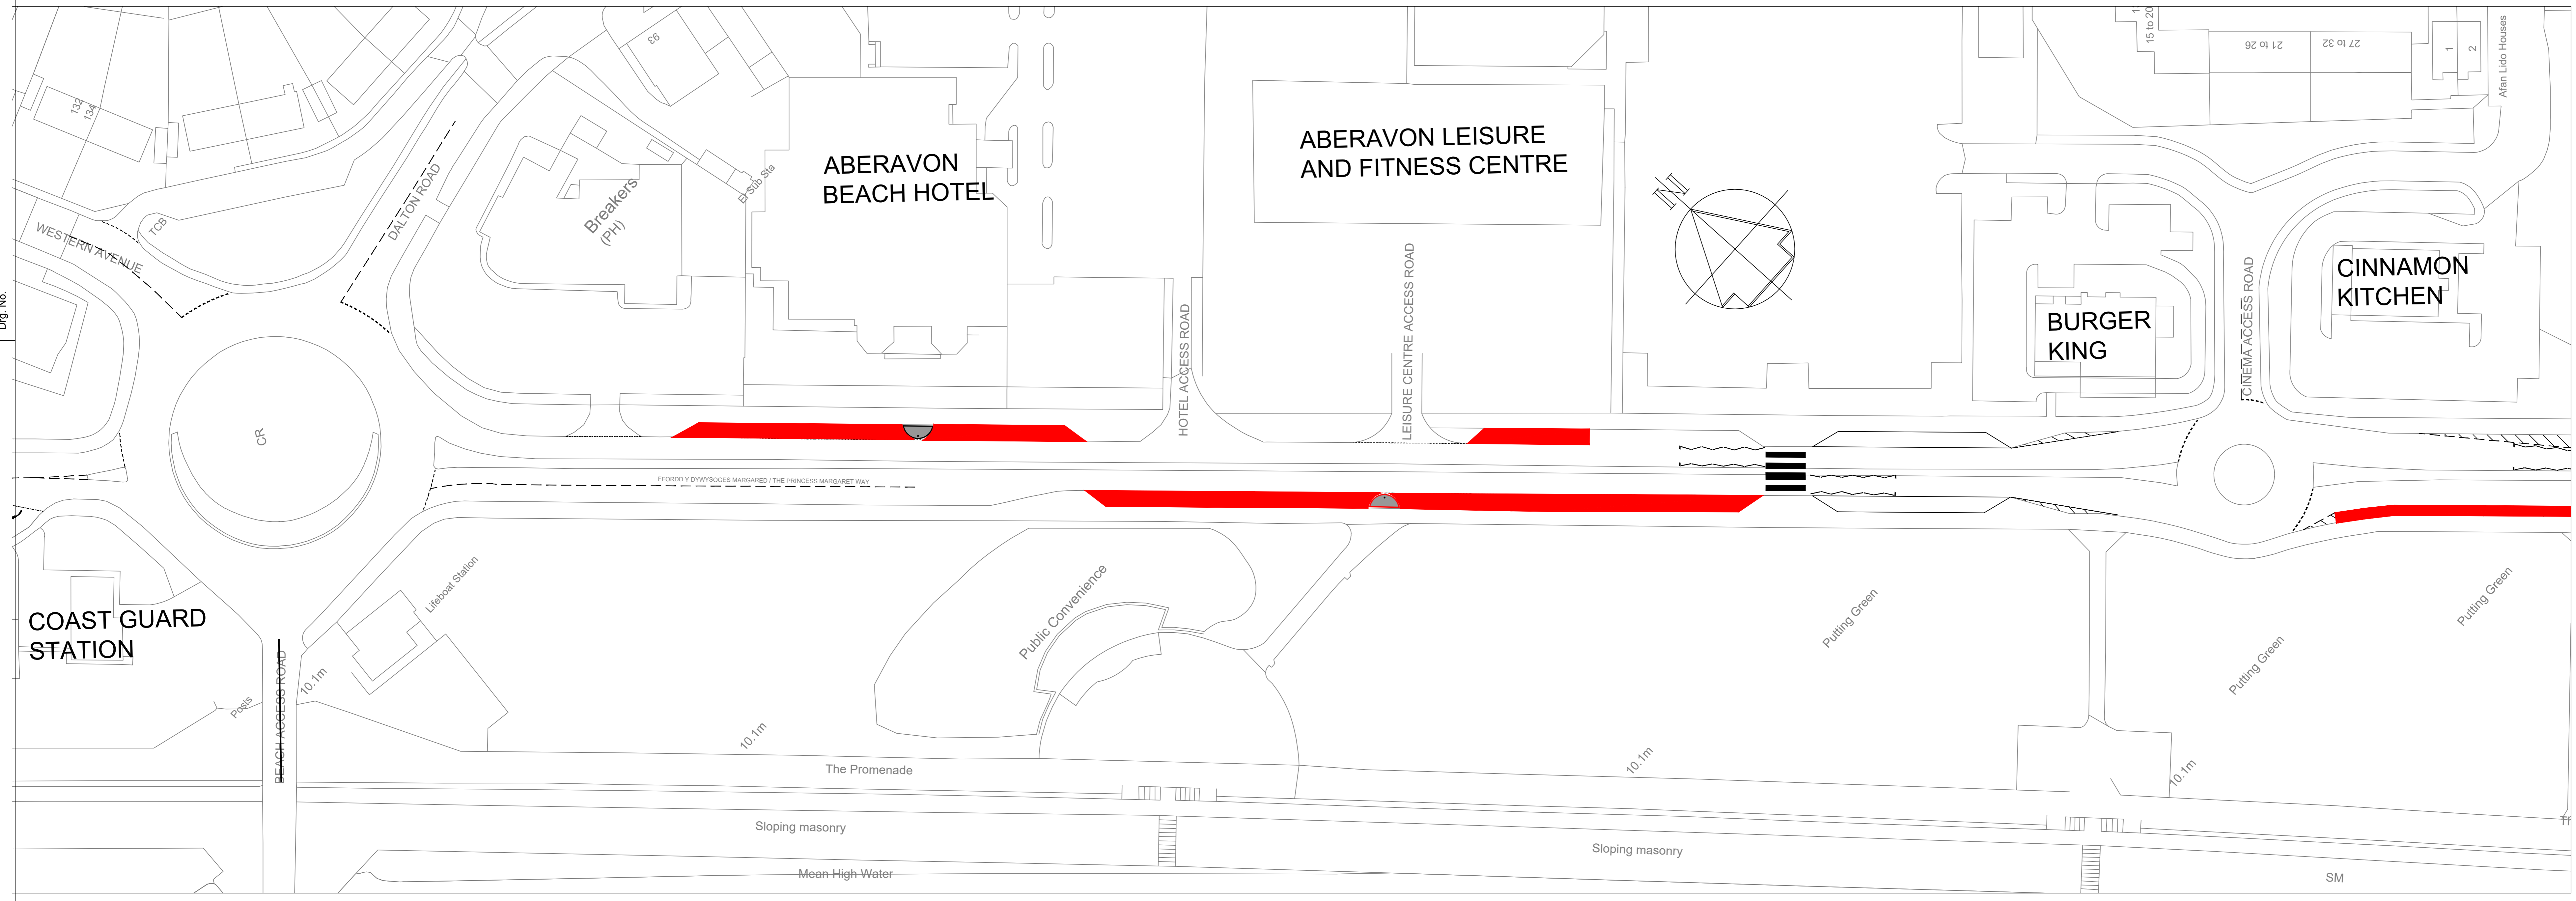 15 to 20
21 to 26
27 to 32
1
2
Afan Lido Houses
93
132
134
DALTON ROAD
WESTERN AVENUE
TCB
Breakers
(PH)
El Sub Sta
ABERAVON
BEACH HOTEL
ABERAVON LEISURE
AND FITNESS CENTRE
N
HOTEL ACCESS ROAD
LEISURE CENTRE ACCESS ROAD
BURGER
KING
CINEMA ACCESS ROAD
CINNAMON
KITCHEN
Drg. No.
CR
FFORDD Y DYWYSOGES MARGARED / THE PRINCESS MARGARET WAY
COAST GUARD
STATION
Lifeboat Station
Public Convenience
Putting Green
Putting Green
Putting Green
BEACH ACCESS ROAD
Posts
10.1m
10.1m
10.1m
10.1m
The Promenade
Sloping masonry
Sloping masonry
Mean High Water
SM